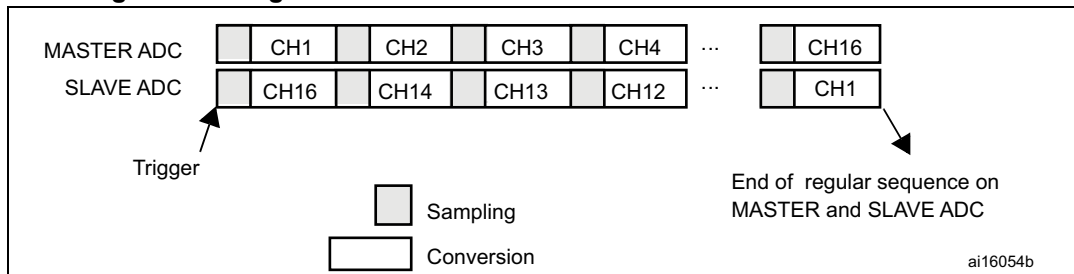 MASTER ADC CH1 CH2 CH3 CH4 ... CH16
SLAVE ADC CH16 CH14 CH13 CH12 ... CH1
Trigger
End of regular sequence on
MASTER and SLAVE ADC
Sampling
Conversion
ai16054b